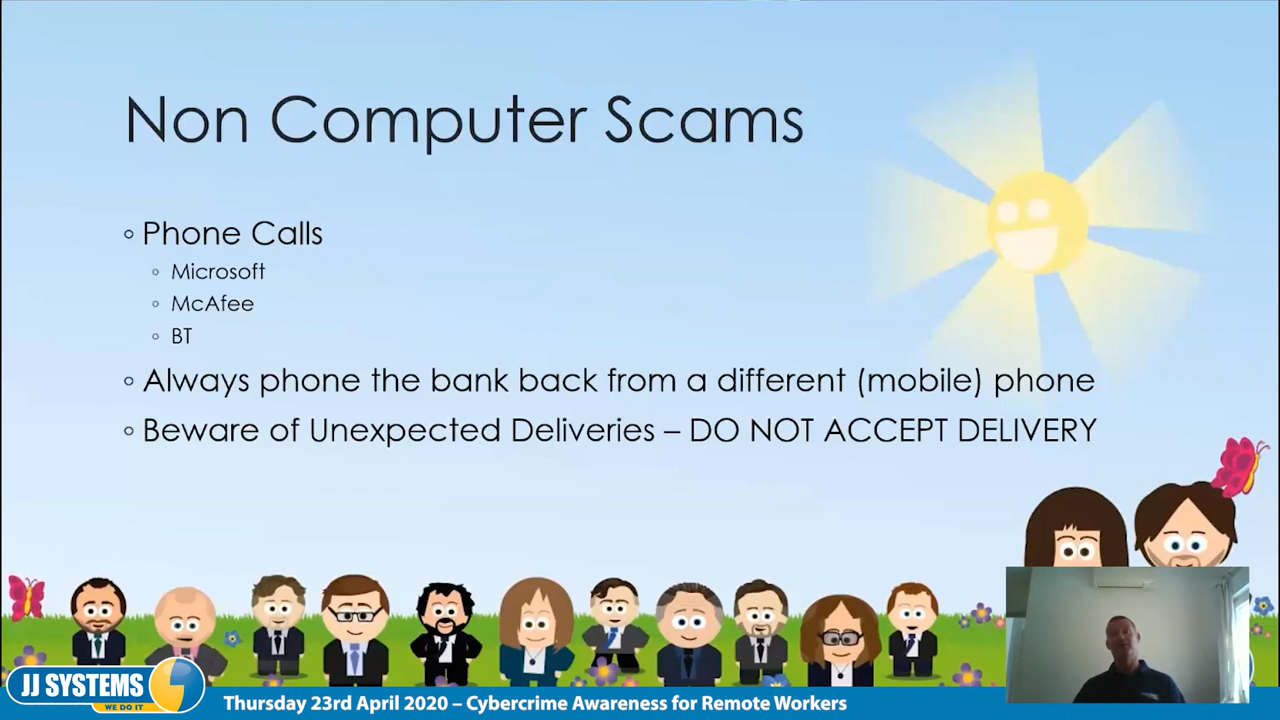 Non Computer Scams
Phone Calls
Microsoft
McAfee
BT
Always phone the bank back from a different (mobile) phone
Beware of Unexpected Deliveries – DO NOT ACCEPT DELIVERY
JJ SYSTEMS
WE DO IT
Thursday 23rd April 2020 – Cybercrime Awareness for Remote Workers